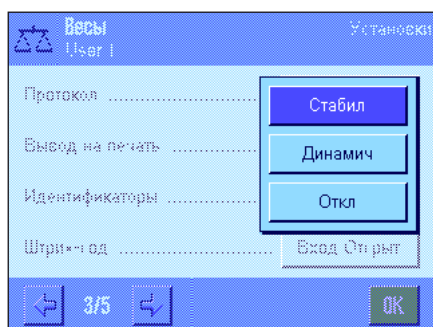 Весы
User 1
Установки
Протокол
Стабил
Вывод на печать
Динамич
Идентификаторы
Откл
Штрих-код
Вход Открыт
3/5
OK